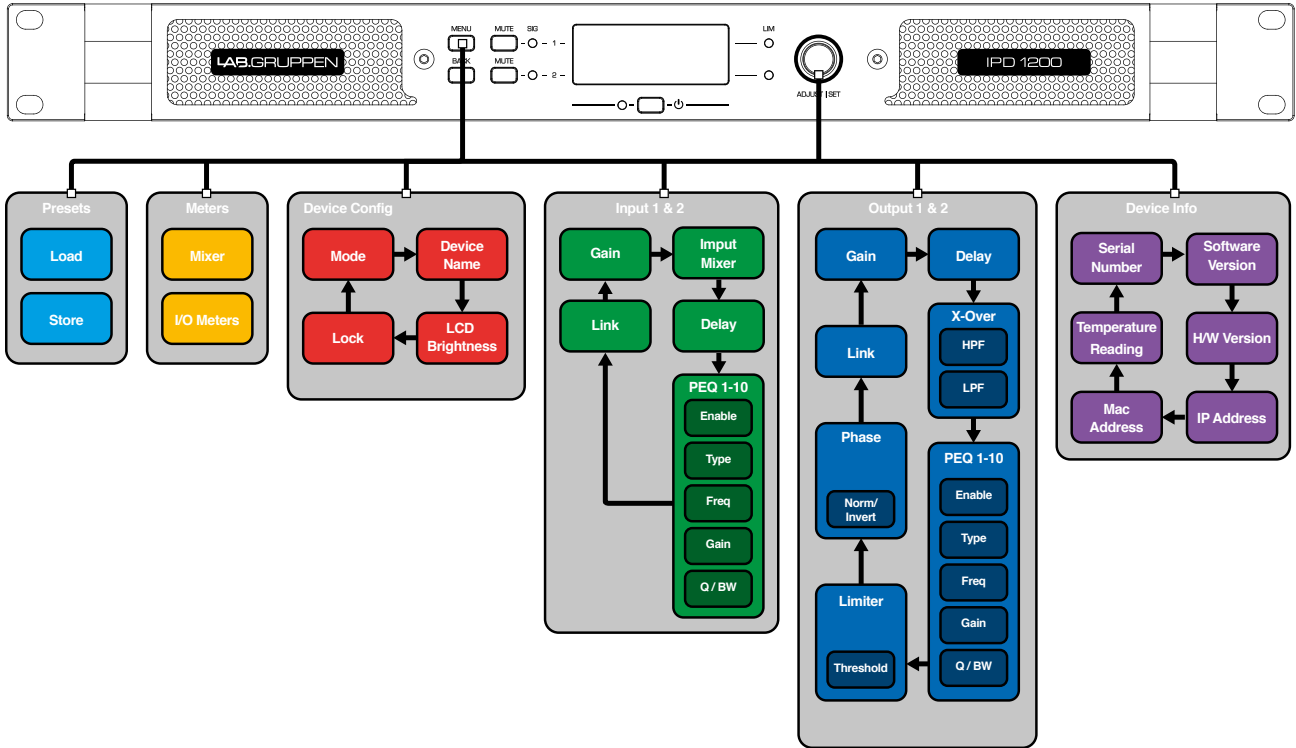 MENU
MUTE
SIG
1
LIM
LAB.GRUPPEN
BACK
MUTE
2
ADJUST | SET
IPD 1200
Presets
Load
Store
Meters
Mixer
I/O Meters
Device Config
Mode
Device
Name
Lock
LCD
Brightness
Input 1 & 2
Gain
Imput
Mixer
Link
Delay
PEQ 1-10
Enable
Type
Freq
Gain
Q / BW
Output 1 & 2
Gain
Delay
X-Over
HPF
LPF
Link
Phase
Norm/
Invert
PEQ 1-10
Enable
Type
Freq
Gain
Q / BW
Limiter
Threshold
Device Info
Serial
Number
Software
Version
Temperature
Reading
H/W Version
Mac
Address
IP Address